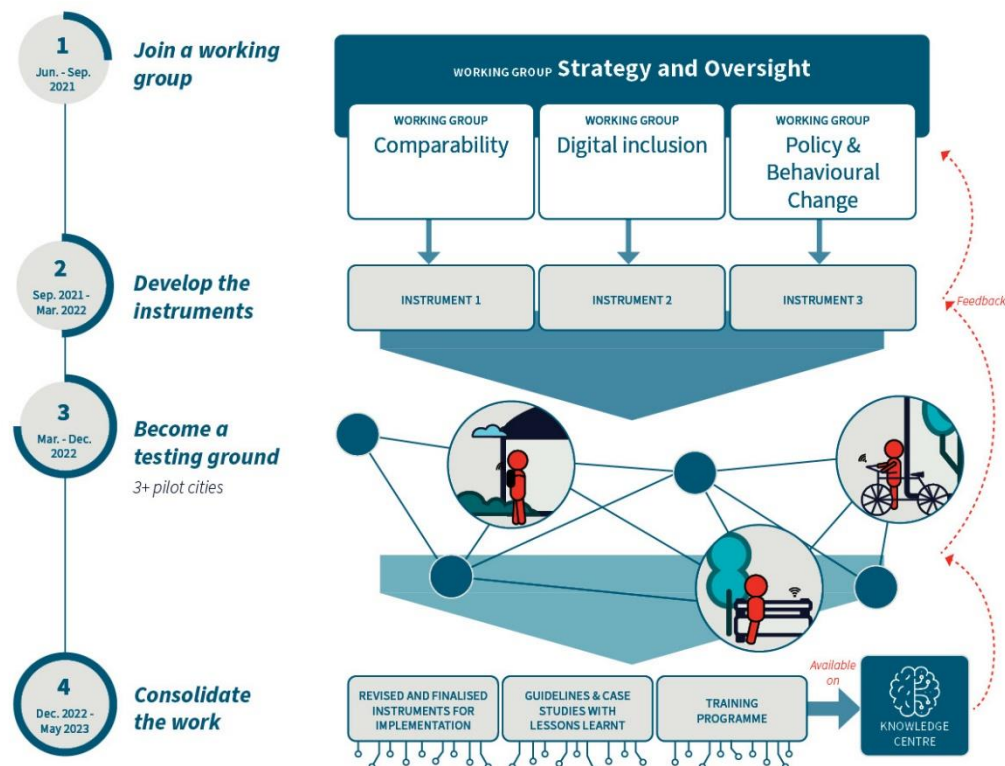 1
Jun. - Sep.
2021
Join a working
group
WORKING GROUP Strategy and Oversight
WORKING GROUP
Comparability
WORKING GROUP
Digital inclusion
WORKING GROUP
Policy &
Behavioural
Change
2
Sep. 2021 -
Mar. 2022
Develop the
instruments
INSTRUMENT 1
INSTRUMENT 2
INSTRUMENT 3
Feedback
3
Mar. - Dec.
2022
Become a
testing ground
3+ pilot cities
4
Dec. 2022 -
May 2023
Consolidate
the work
REVISED AND FINALISED
INSTRUMENTS FOR
IMPLEMENTATION
GUIDELINES & CASE
STUDIES WITH
LESSONS LEARNT
TRAINING
PROGRAMME
Available
on
KNOWLEDGE
CENTRE